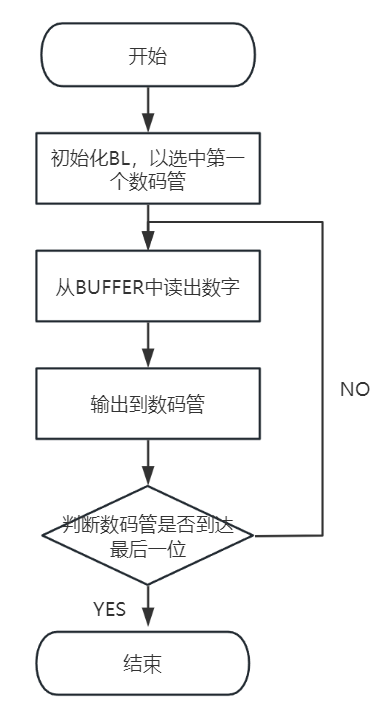 开始
初始化BL，以选中第一
个数码管
从BUFFER中读出数字
输出到数码管
NO
判断数码管是否到达
最后一位
YES
结束